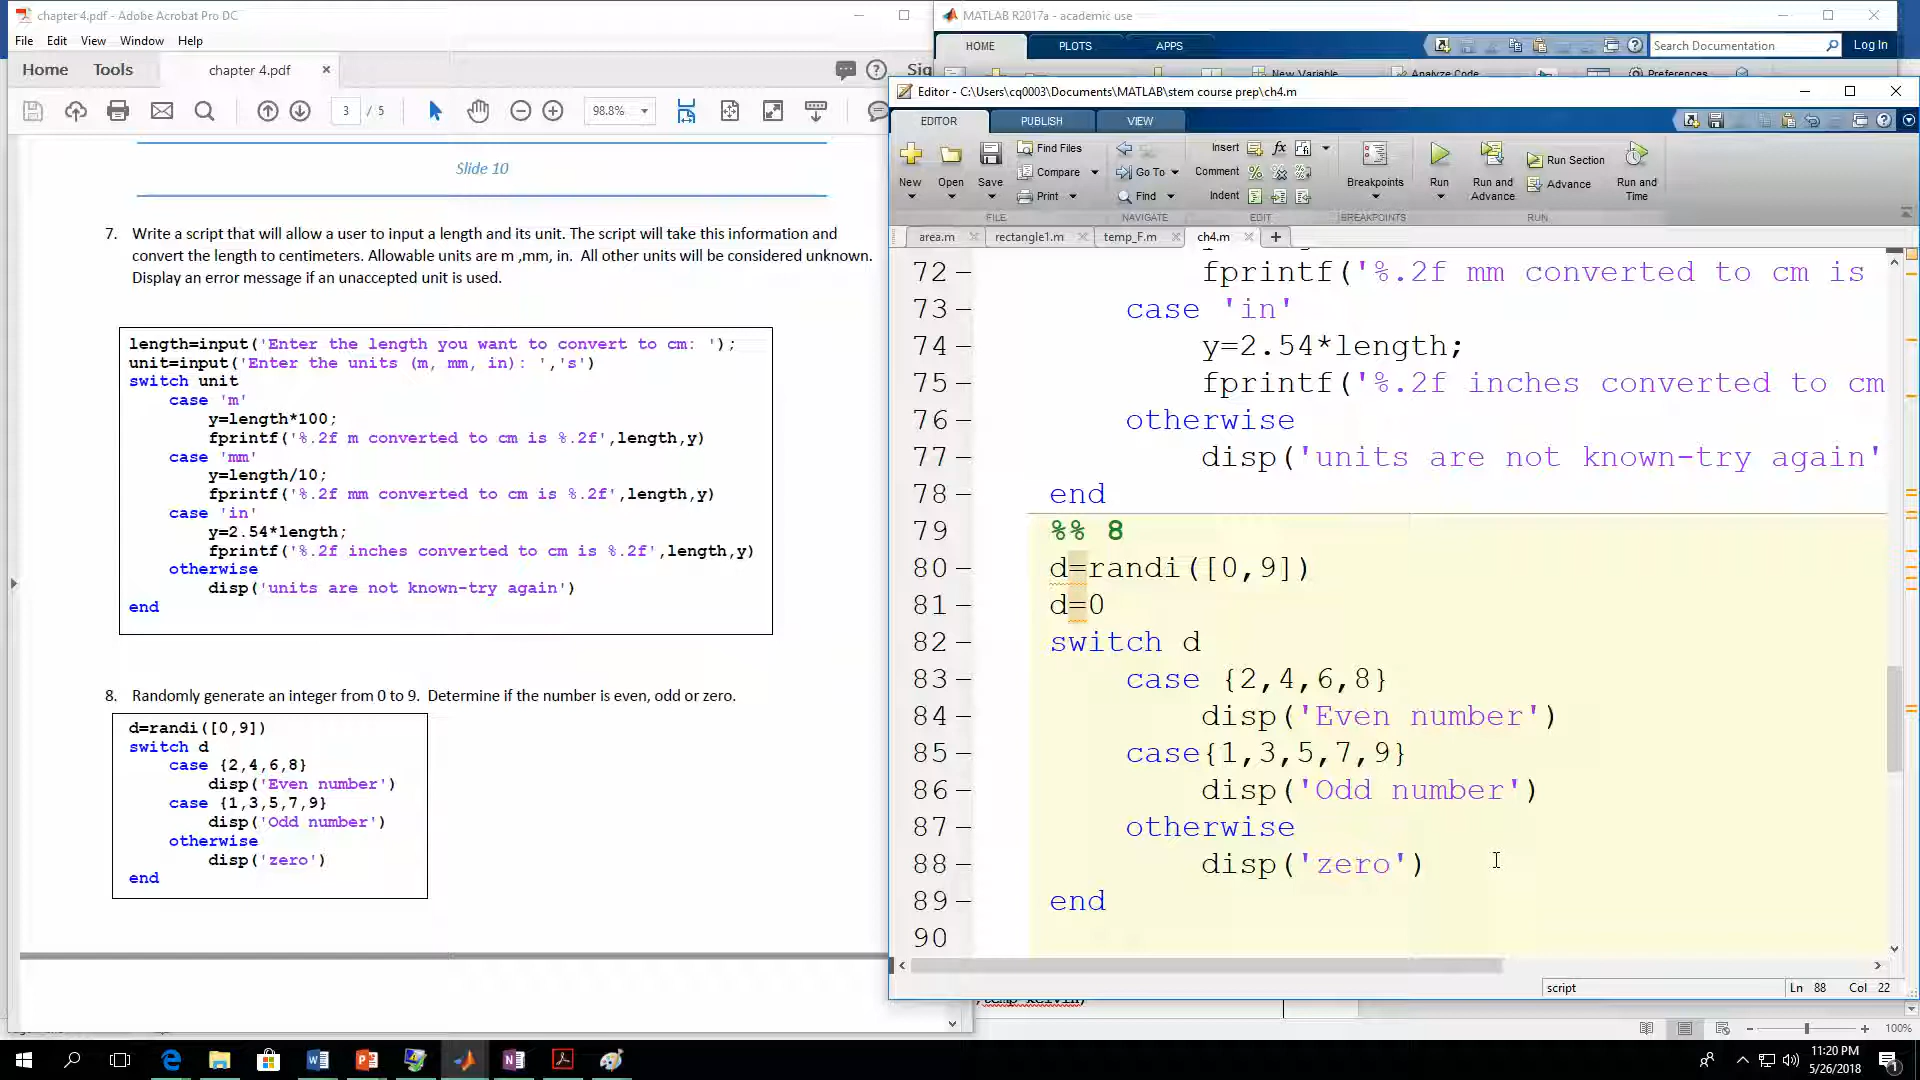 chapter 4.pdf - Adobe Acrobat Pro DC
File Edit View Window Help
Home Tools chapter 4.pdf × Sig
3 / 5 98.8%
Slide 10
7. Write a script that will allow a user to input a length and its unit. The script will take this information and
convert the length to centimeters. Allowable units are m ,mm, in. All other units will be considered unknown.
Display an error message if an unaccepted unit is used.
length=input('Enter the length you want to convert to cm: ');
unit=input('Enter the units (m, mm, in): ','s')
switch unit
case 'm'
y=length*100;
fprintf('%.2f m converted to cm is %.2f',length,y)
case 'mm'
y=length/10;
fprintf('%.2f mm converted to cm is %.2f',length,y)
case 'in'
y=2.54*length;
fprintf('%.2f inches converted to cm is %.2f',length,y)
otherwise
disp('units are not known-try again')
end
8. Randomly generate an integer from 0 to 9. Determine if the number is even, odd or zero.
d=randi([0,9])
switch d
case {2,4,6,8}
disp('Even number')
case {1,3,5,7,9}
disp('Odd number')
otherwise
disp('zero')
end
MATLAB R2017a - academic use
HOME PLOTS APPS Search Documentation Log In
New Variable Analyze Code Preferences
Editor - C:\Users\cq0003\Documents\MATLAB\stem course prep\ch4.m
EDITOR PUBLISH VIEW
New Open Save Find Files Compare Print
Go To Find
Insert fx Comment Indent
Breakpoints Run Run and Advance Run Section Advance Run and Time
FILE NAVIGATE EDIT BREAKPOINTS RUN
area.m rectangle1.m temp_F.m ch4.m +
72 fprintf('%.2f mm converted to cm is
73 case 'in'
74 y=2.54*length;
75 fprintf('%.2f inches converted to cm
76 otherwise
77 disp('units are not known-try again'
78 end
79 %% 8
80 d=randi([0,9])
81 d=0
82 switch d
83 case {2,4,6,8}
84 disp('Even number')
85 case{1,3,5,7,9}
86 disp('Odd number')
87 otherwise
88 disp('zero')
89 end
90
script Ln 88 Col 22
100%
11:20 PM
5/26/2018